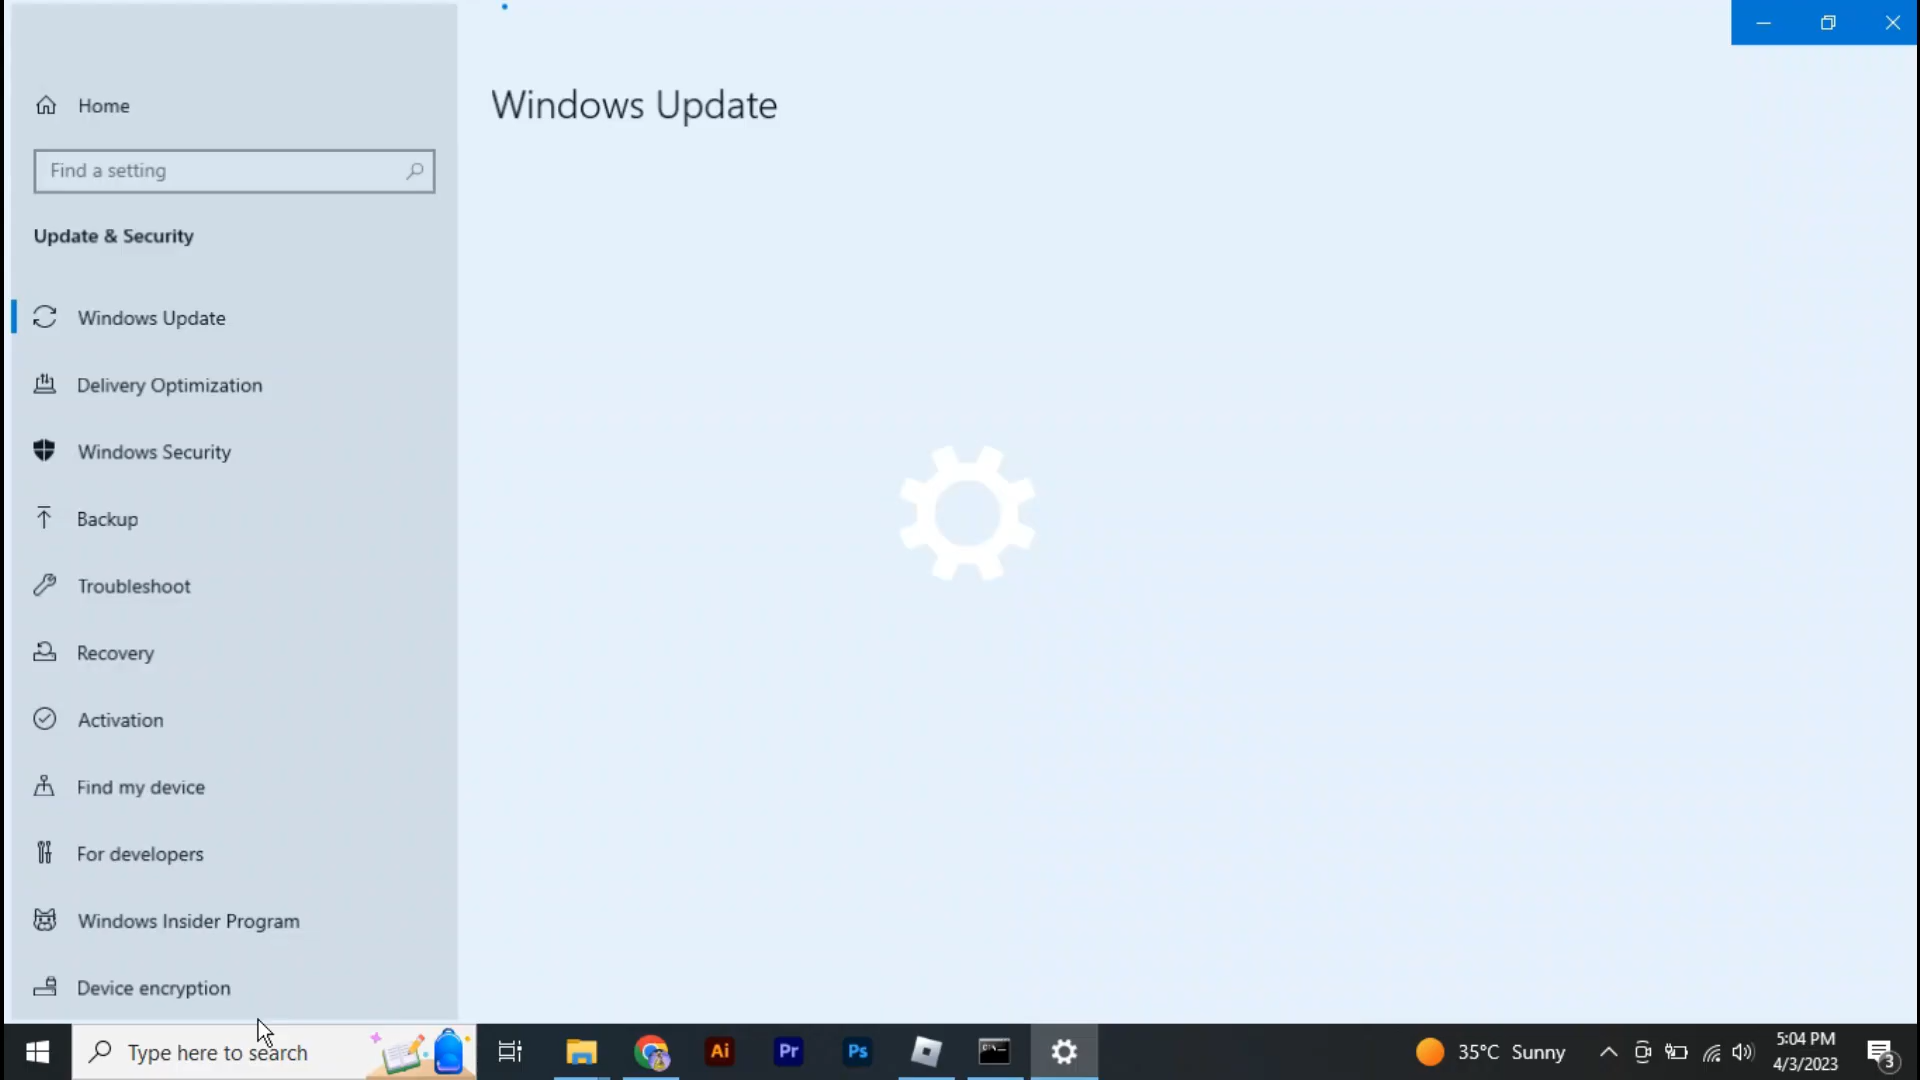 Home
Windows Update
Find a setting
Update & Security
Windows Update
Delivery Optimization
Windows Security
Backup
Troubleshoot
Recovery
Activation
Find my device
For developers
Windows Insider Program
Device encryption
Type here to search
Ai
Pr
Ps
35°C Sunny
5:04 PM
4/3/2023
3